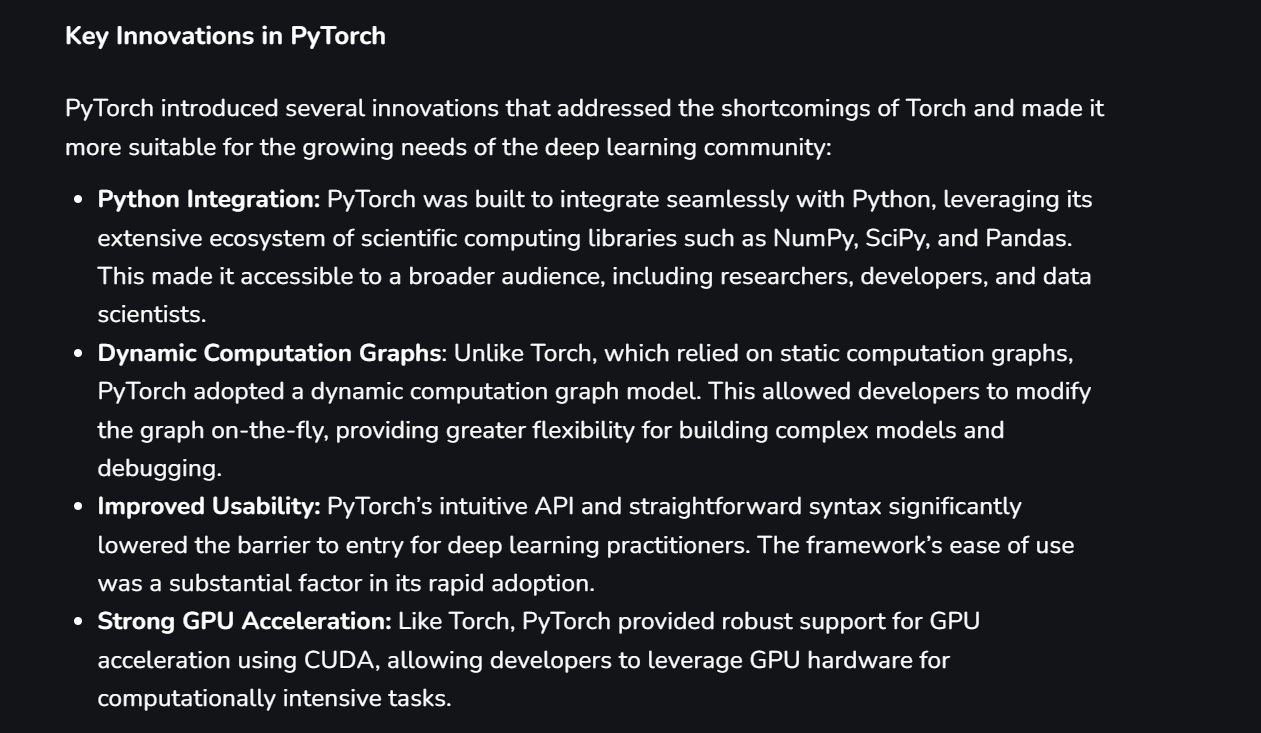 Key Innovations in PyTorch
PyTorch introduced several innovations that addressed the shortcomings of Torch and made it
more suitable for the growing needs of the deep learning community:
• Python Integration: PyTorch was built to integrate seamlessly with Python, leveraging its
extensive ecosystem of scientific computing libraries such as NumPy, SciPy, and Pandas.
This made it accessible to a broader audience, including researchers, developers, and data
scientists.
• Dynamic Computation Graphs: Unlike Torch, which relied on static computation graphs,
PyTorch adopted a dynamic computation graph model. This allowed developers to modify
the graph on-the-fly, providing greater flexibility for building complex models and
debugging.
• Improved Usability: PyTorch’s intuitive API and straightforward syntax significantly
lowered the barrier to entry for deep learning practitioners. The framework’s ease of use
was a substantial factor in its rapid adoption.
• Strong GPU Acceleration: Like Torch, PyTorch provided robust support for GPU
acceleration using CUDA, allowing developers to leverage GPU hardware for
computationally intensive tasks.